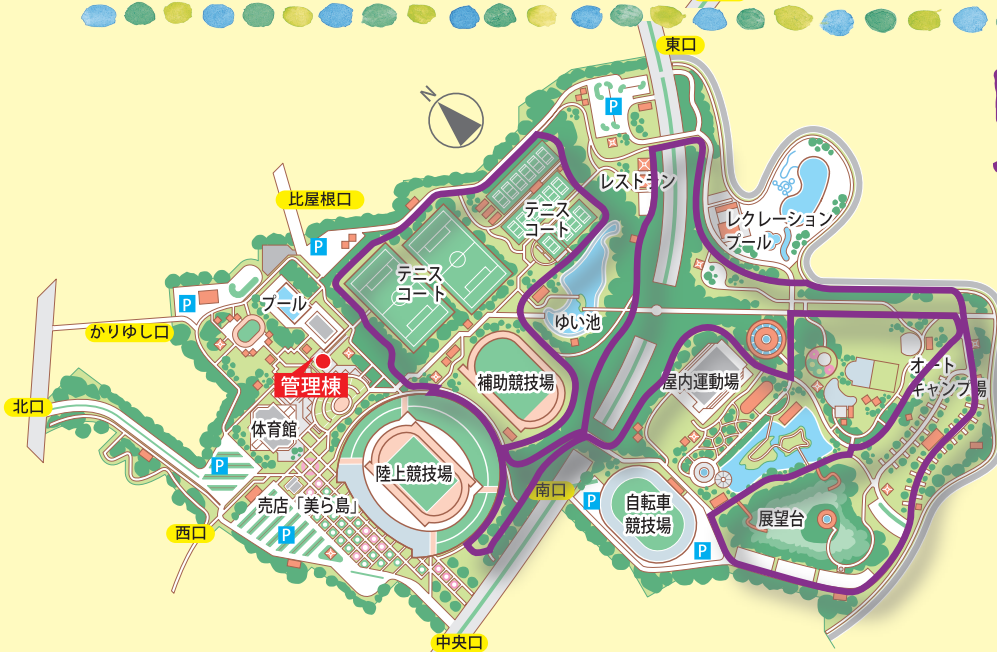 東口
N
P
比屋根口
P
レストラン
テニス
コート
レクレーション
プール
テニス
コート
P
プール
ゆい池
かりゆし口
管理棟
補助競技場
屋内運動場
オート
キャンプ場
北口
体育館
陸上競技場
P
南口
P
売店「美ら島」
自転車
競技場
展望台
西口
P
P
中央口